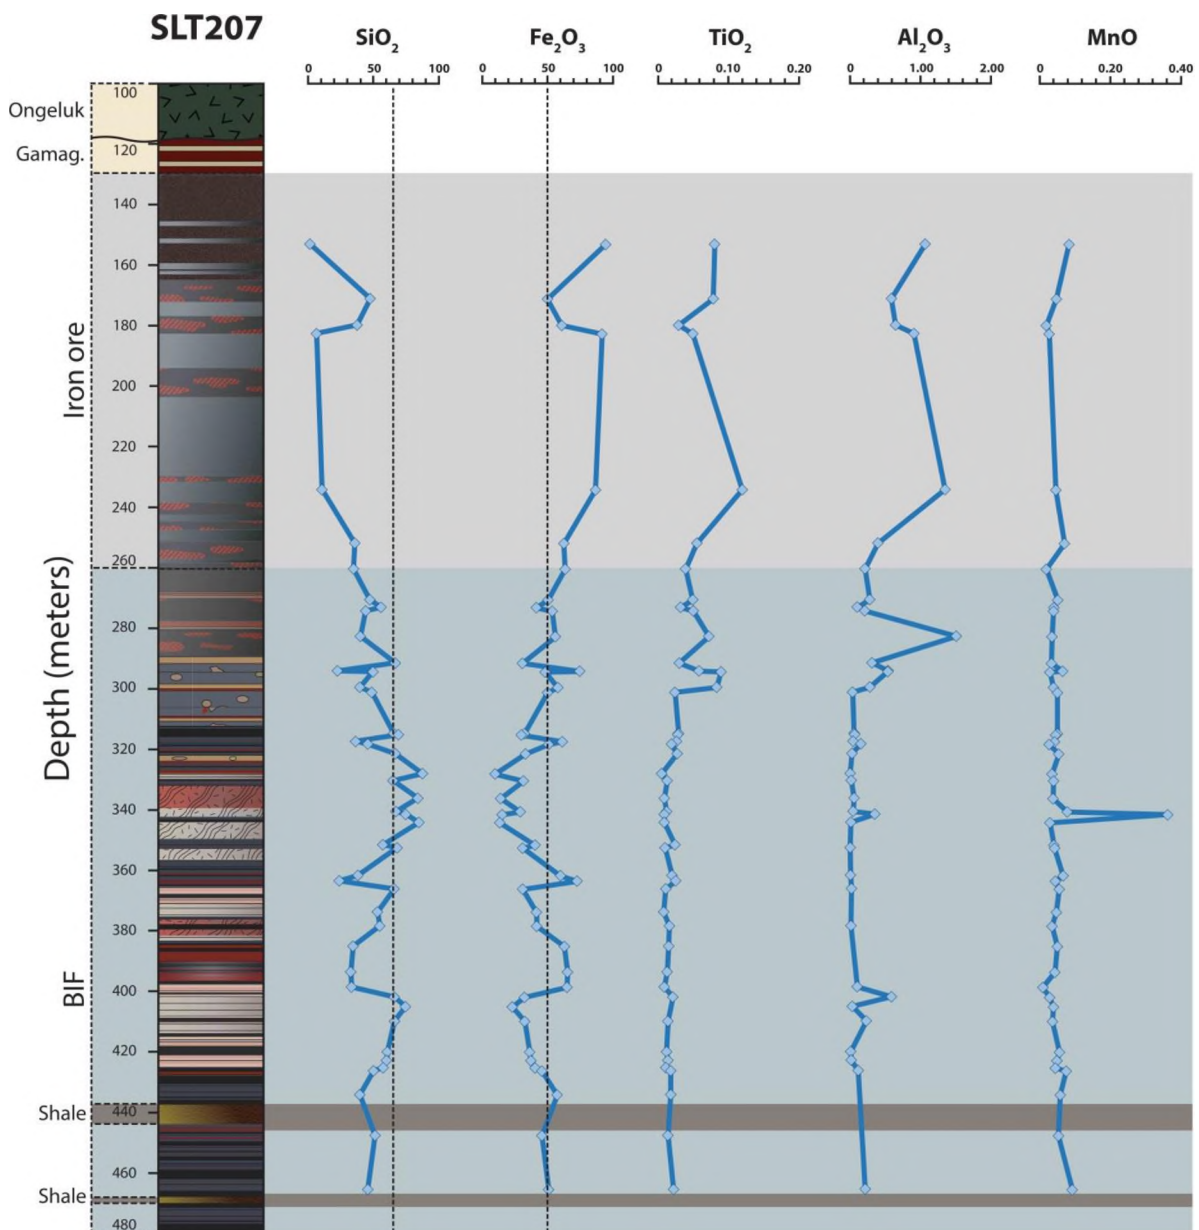 SLT207
SiO₂ Fe₂O₃ TiO₂ Al₂O₃ MnO
0 50 100 0 50 100 0 0.10 0.20 0 1.00 2.00 0 0.20 0.40
100
Ongeluk
120
Gamag.
140
160
180
Iron ore
200
220
240
260
280
Depth (meters)
300
320
340
360
380
BIF
400
420
Shale
440
460
Shale
480